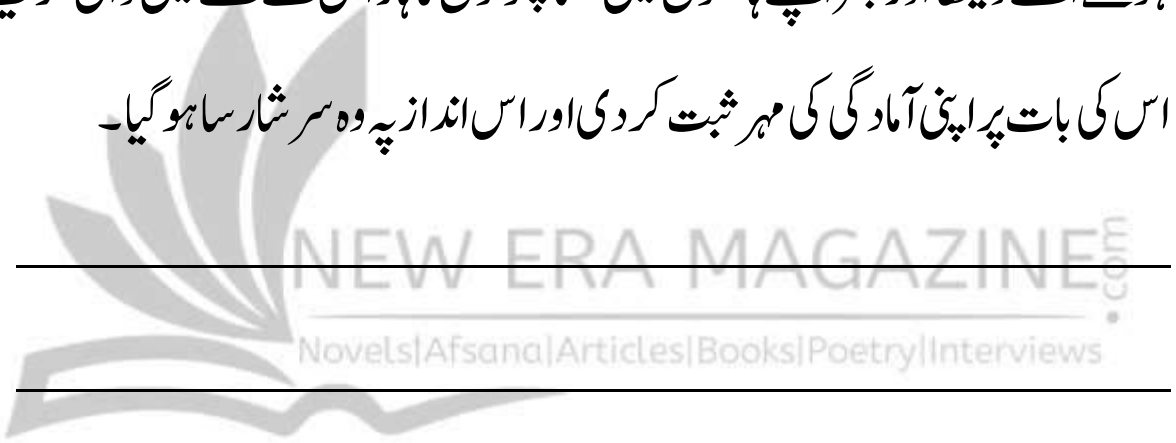 اس کی بات پر اپنی آمادگی کی مہر ثبت کر دی اور اس انداز پہ وہ سرشار سا ہو گیا۔
NEW ERA MAGAZINE.com
Novels|Afsana|Articles|Books|Poetry|Interviews